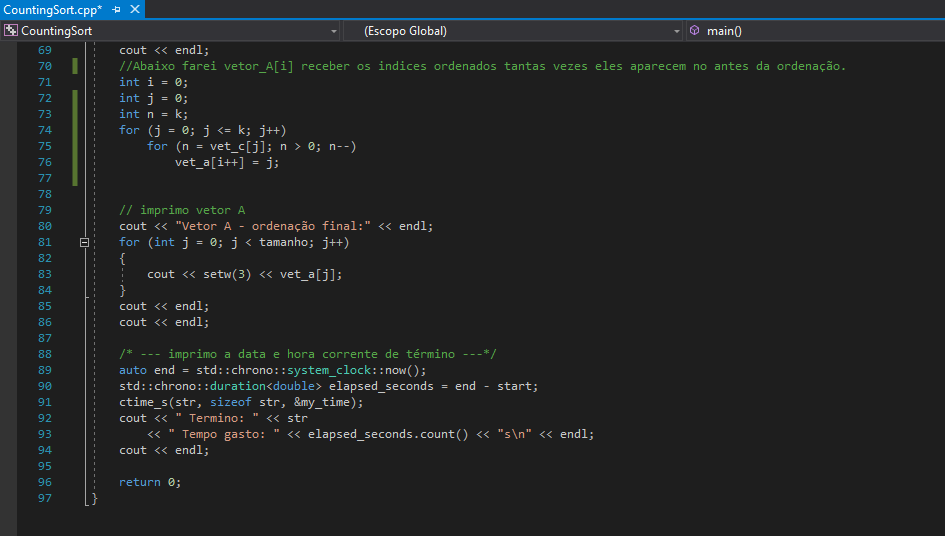 CountingSort.cpp*
CountingSort (Escopo Global) main()
69 cout << endl;
70 //Abaixo farei vetor_A[i] receber os indices ordenados tantas vezes eles aparecem no antes da ordenação.
71 int i = 0;
72 int j = 0;
73 int n = k;
74 for (j = 0; j <= k; j++)
75 for (n = vet_c[j]; n > 0; n--)
76 vet_a[i++] = j;
77
78
79 // imprimo vetor A
80 cout << "Vetor A - ordenação final:" << endl;
81 for (int j = 0; j < tamanho; j++)
82 {
83 cout << setw(3) << vet_a[j];
84 }
85 cout << endl;
86 cout << endl;
87
88 /* --- imprimo a data e hora corrente de término ---*/
89 auto end = std::chrono::system_clock::now();
90 std::chrono::duration<double> elapsed_seconds = end - start;
91 ctime_s(str, sizeof str, &my_time);
92 cout << " Termino: " << str
93 << " Tempo gasto: " << elapsed_seconds.count() << "s\n" << endl;
94 cout << endl;
95
96 return 0;
97 }